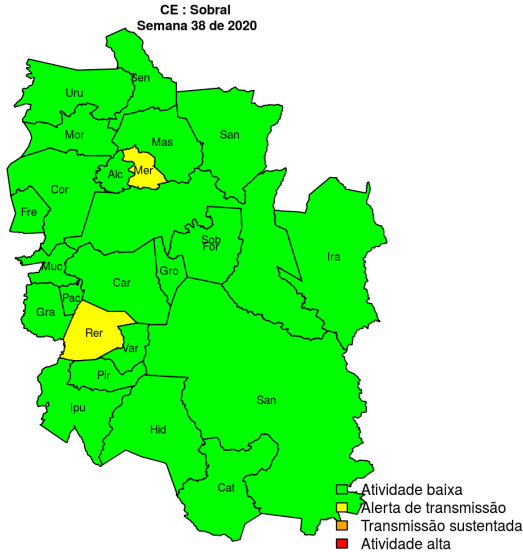 CE : Sobral
Semana 38 de 2020
Sen
Uru
Mor
Mas
San
Alc
Mer
Cor
Fre
Sob
For
Muc
Gro
Ira
Car
Pac
Gra
Rer
Var
Pir
San
Ipu
Hid
Cat
Atividade baixa
Alerta de transmissão
Transmissão sustentada
Atividade alta